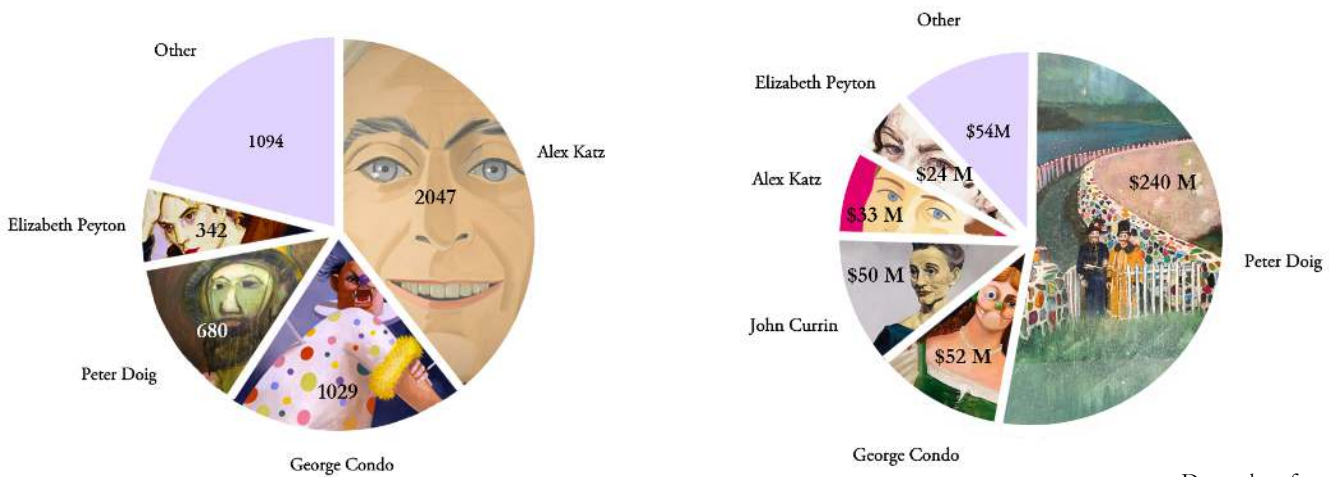 Other
1094
Alex Katz
2047
Elizabeth Peyton
342
680
Peter Doig
1029
George Condo
Other
Elizabeth Peyton
$54M
$24 M
Alex Katz
$240 M
$33 M
Peter Doig
$50 M
John Currin
$52 M
George Condo